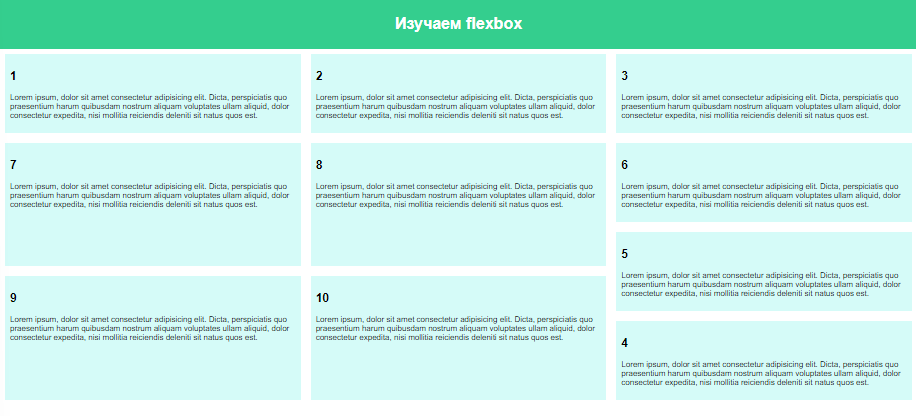 Изучаем flexbox
1
Lorem ipsum, dolor sit amet consectetur adipisicing elit. Dicta, perspiciatis quo
praesentium harum quibusdam nostrum aliquam voluptates ullam aliquid, dolor
consectetur expedita, nisi mollitia reiciendis deleniti sit natus quos est.
2
Lorem ipsum, dolor sit amet consectetur adipisicing elit. Dicta, perspiciatis quo
praesentium harum quibusdam nostrum aliquam voluptates ullam aliquid, dolor
consectetur expedita, nisi mollitia reiciendis deleniti sit natus quos est.
3
Lorem ipsum, dolor sit amet consectetur adipisicing elit. Dicta, perspiciatis quo
praesentium harum quibusdam nostrum aliquam voluptates ullam aliquid, dolor
consectetur expedita, nisi mollitia reiciendis deleniti sit natus quos est.
7
Lorem ipsum, dolor sit amet consectetur adipisicing elit. Dicta, perspiciatis quo
praesentium harum quibusdam nostrum aliquam voluptates ullam aliquid, dolor
consectetur expedita, nisi mollitia reiciendis deleniti sit natus quos est.
8
Lorem ipsum, dolor sit amet consectetur adipisicing elit. Dicta, perspiciatis quo
praesentium harum quibusdam nostrum aliquam voluptates ullam aliquid, dolor
consectetur expedita, nisi mollitia reiciendis deleniti sit natus quos est.
6
Lorem ipsum, dolor sit amet consectetur adipisicing elit. Dicta, perspiciatis quo
praesentium harum quibusdam nostrum aliquam voluptates ullam aliquid, dolor
consectetur expedita, nisi mollitia reiciendis deleniti sit natus quos est.
5
Lorem ipsum, dolor sit amet consectetur adipisicing elit. Dicta, perspiciatis quo
praesentium harum quibusdam nostrum aliquam voluptates ullam aliquid, dolor
consectetur expedita, nisi mollitia reiciendis deleniti sit natus quos est.
9
Lorem ipsum, dolor sit amet consectetur adipisicing elit. Dicta, perspiciatis quo
praesentium harum quibusdam nostrum aliquam voluptates ullam aliquid, dolor
consectetur expedita, nisi mollitia reiciendis deleniti sit natus quos est.
10
Lorem ipsum, dolor sit amet consectetur adipisicing elit. Dicta, perspiciatis quo
praesentium harum quibusdam nostrum aliquam voluptates ullam aliquid, dolor
consectetur expedita, nisi mollitia reiciendis deleniti sit natus quos est.
4
Lorem ipsum, dolor sit amet consectetur adipisicing elit. Dicta, perspiciatis quo
praesentium harum quibusdam nostrum aliquam voluptates ullam aliquid, dolor
consectetur expedita, nisi mollitia reiciendis deleniti sit natus quos est.